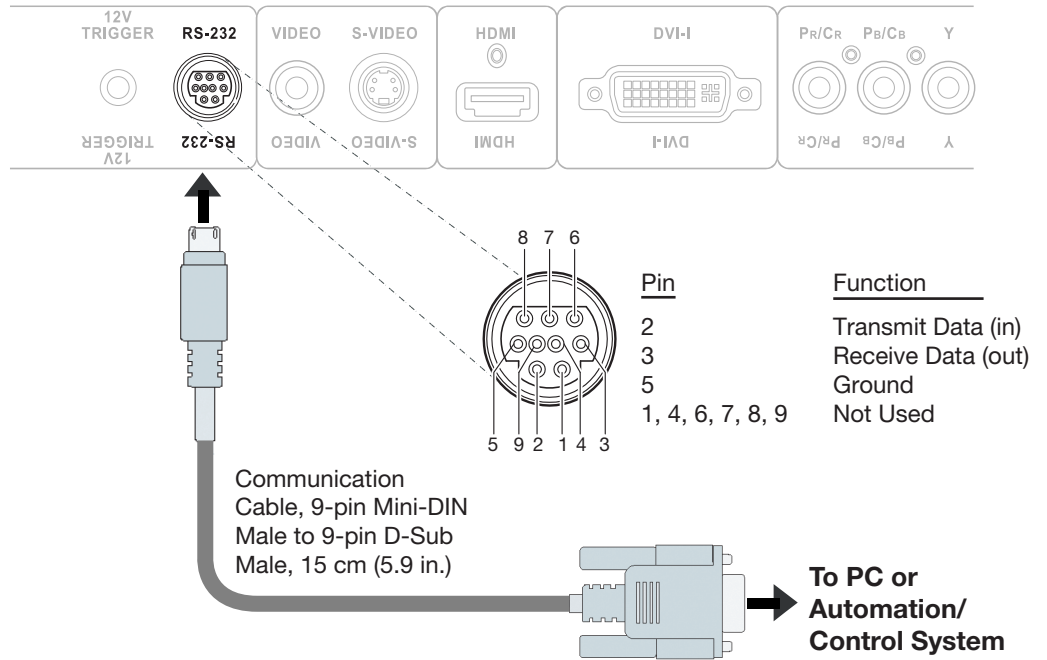 12V
TRIGGER
RS-232
VIDEO
S-VIDEO
HDMI
DVI-I
PR/CR
PB/CB
Y
12V
TRIGGER
RS-232
VIDEO
S-VIDEO
HDMI
DVI-I
PR/CR
PB/CB
Y
8 7 6
5 9 2 1 4 3
Pin Function
2 Transmit Data (in)
3 Receive Data (out)
5 Ground
1, 4, 6, 7, 8, 9 Not Used
Communication
Cable, 9-pin Mini-DIN
Male to 9-pin D-Sub
Male, 15 cm (5.9 in.)
To PC or
Automation/
Control System